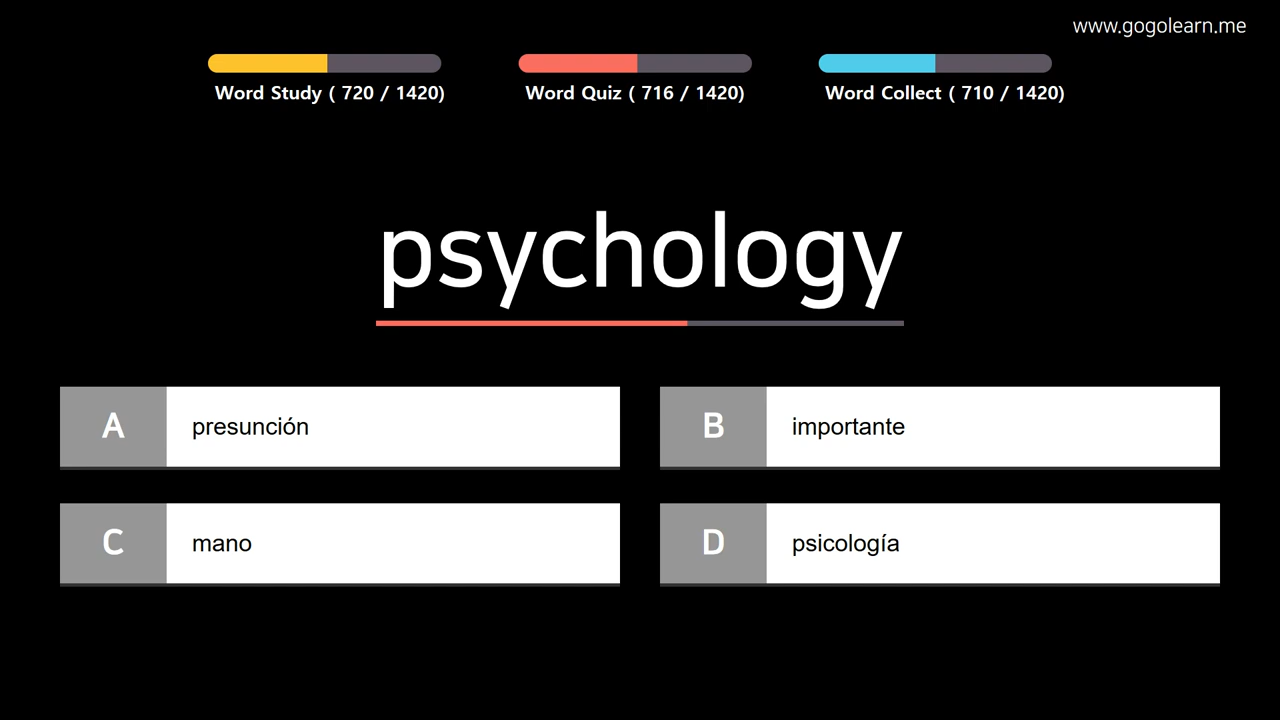 www.gogolearn.me
Word Study ( 720 / 1420)
Word Quiz ( 716 / 1420)
Word Collect ( 710 / 1420)
psychology
A presunción
B importante
C mano
D psicología